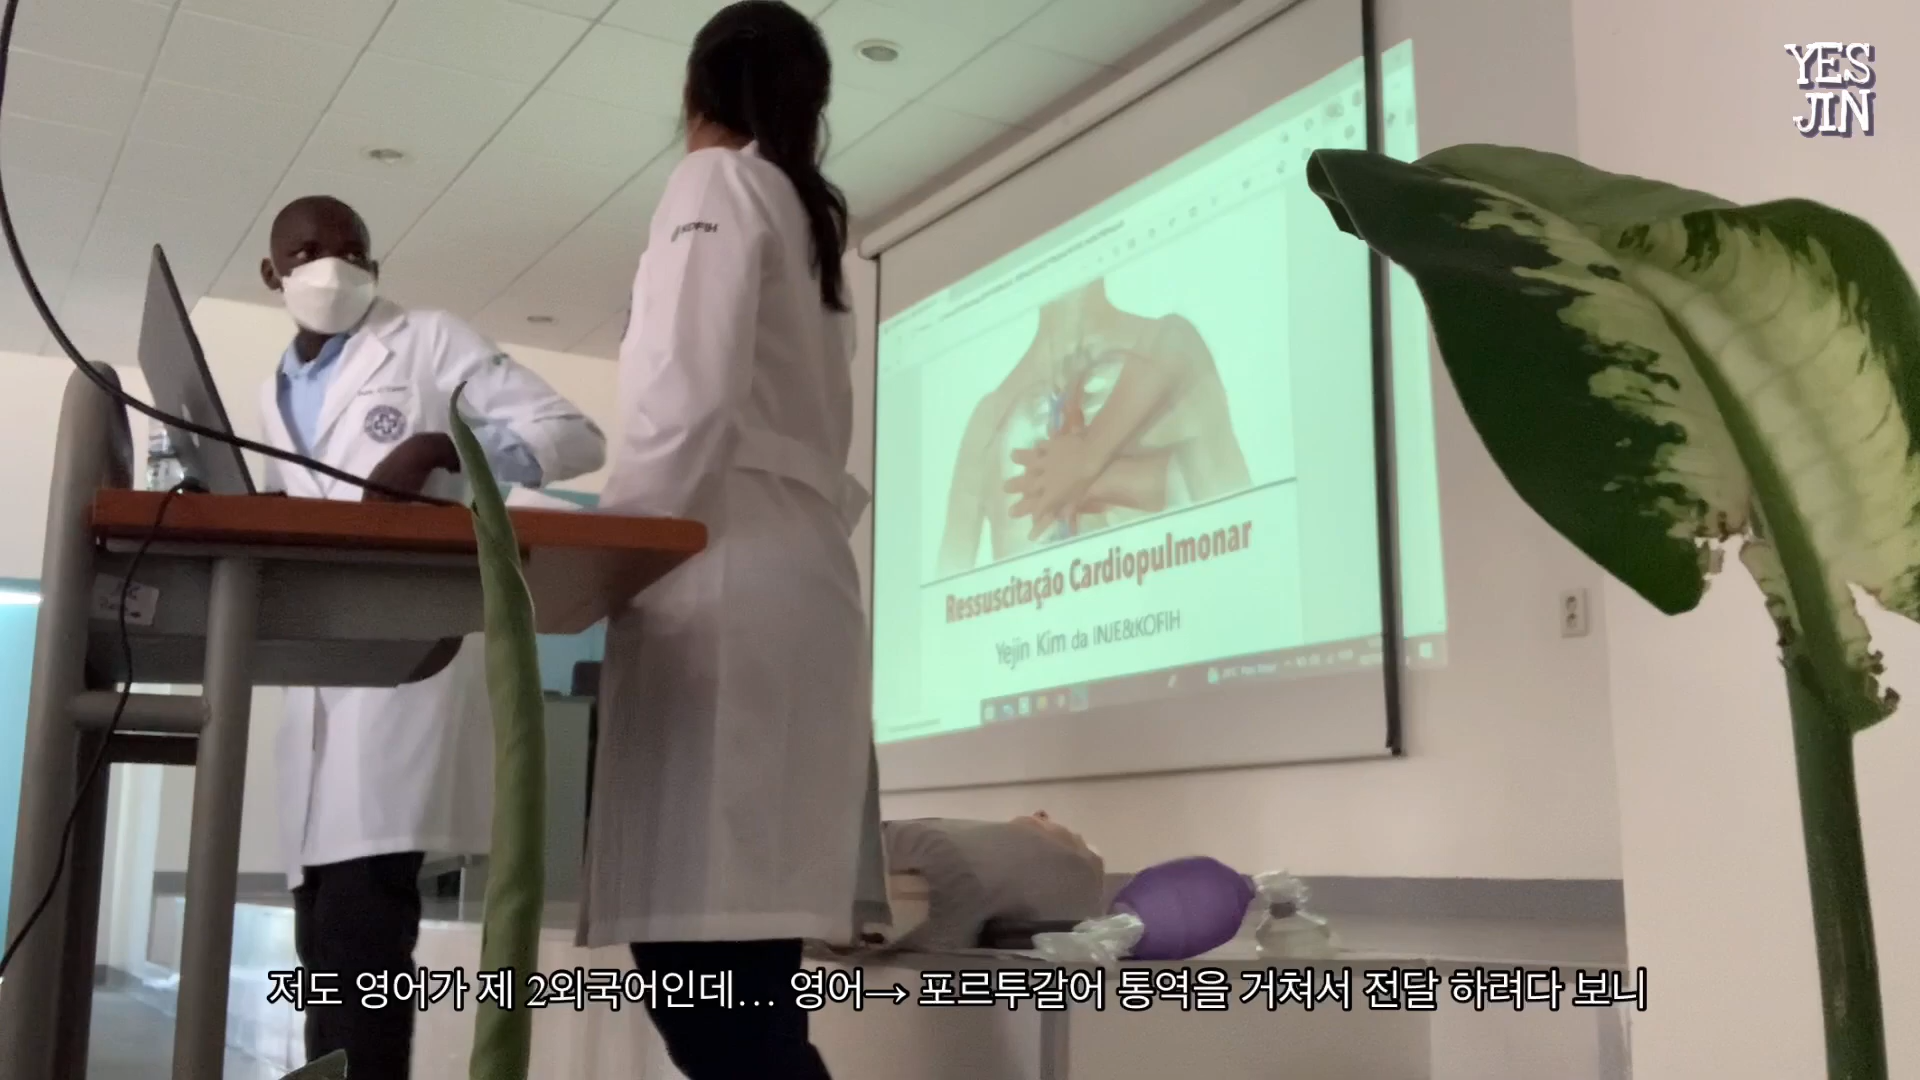 YES
JIN
KOFIH
Ressuscitação Cardiopulmonar
Yejin Kim da INJE&KOFIH
저도 영어가 제 2외국어인데... 영어→ 포르투갈어 통역을 거쳐서 전달 하려다 보니